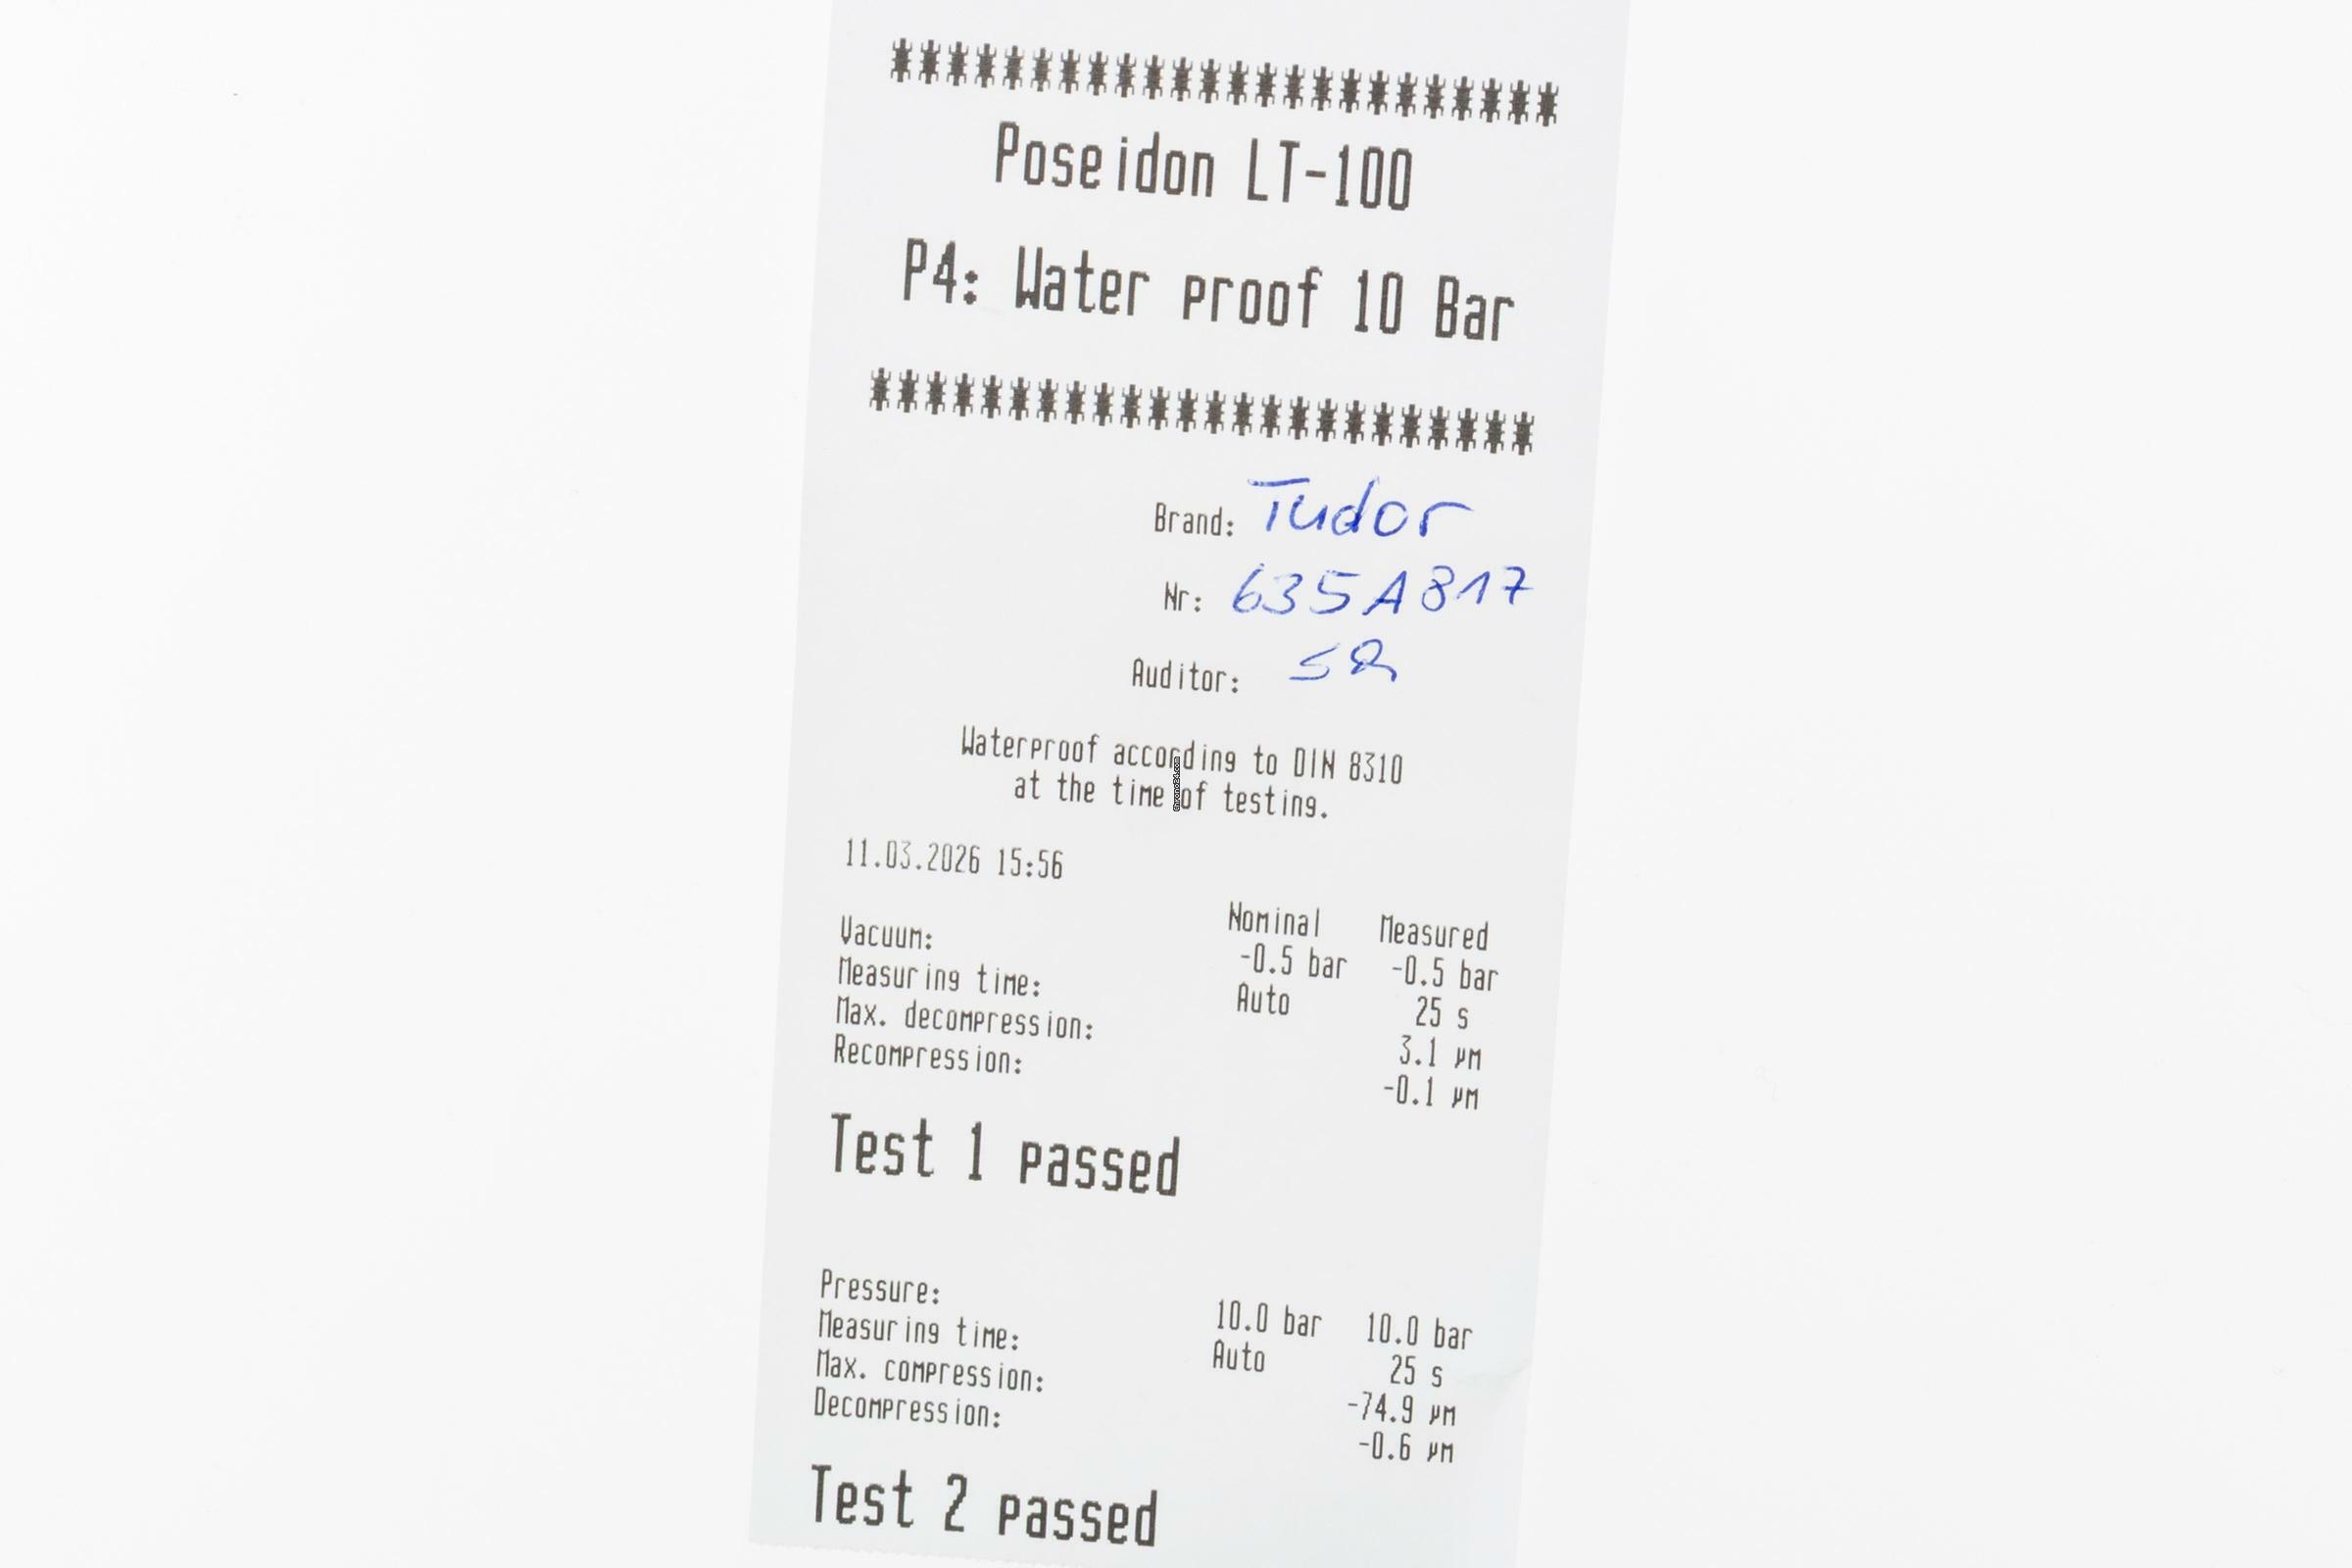 ************************
Poseidon LT-100
P4: Water proof 10 Bar
************************
Brand: Tudor
Nr: 635A817
Auditor: SR
Waterproof according to DIN 8310
at the time of testing.
11.03.2026 15:56
Nominal Measured
Vacuum: -0.5 bar -0.5 bar
Measuring time: Auto 25 s
Max. decompression: 3.1 µm
Recompression: -0.1 µm
Test 1 passed
Pressure: 10.0 bar 10.0 bar
Measuring time: Auto 25 s
Max. compression: -74.9 µm
Decompression: -0.6 µm
Test 2 passed
Chrono24.com